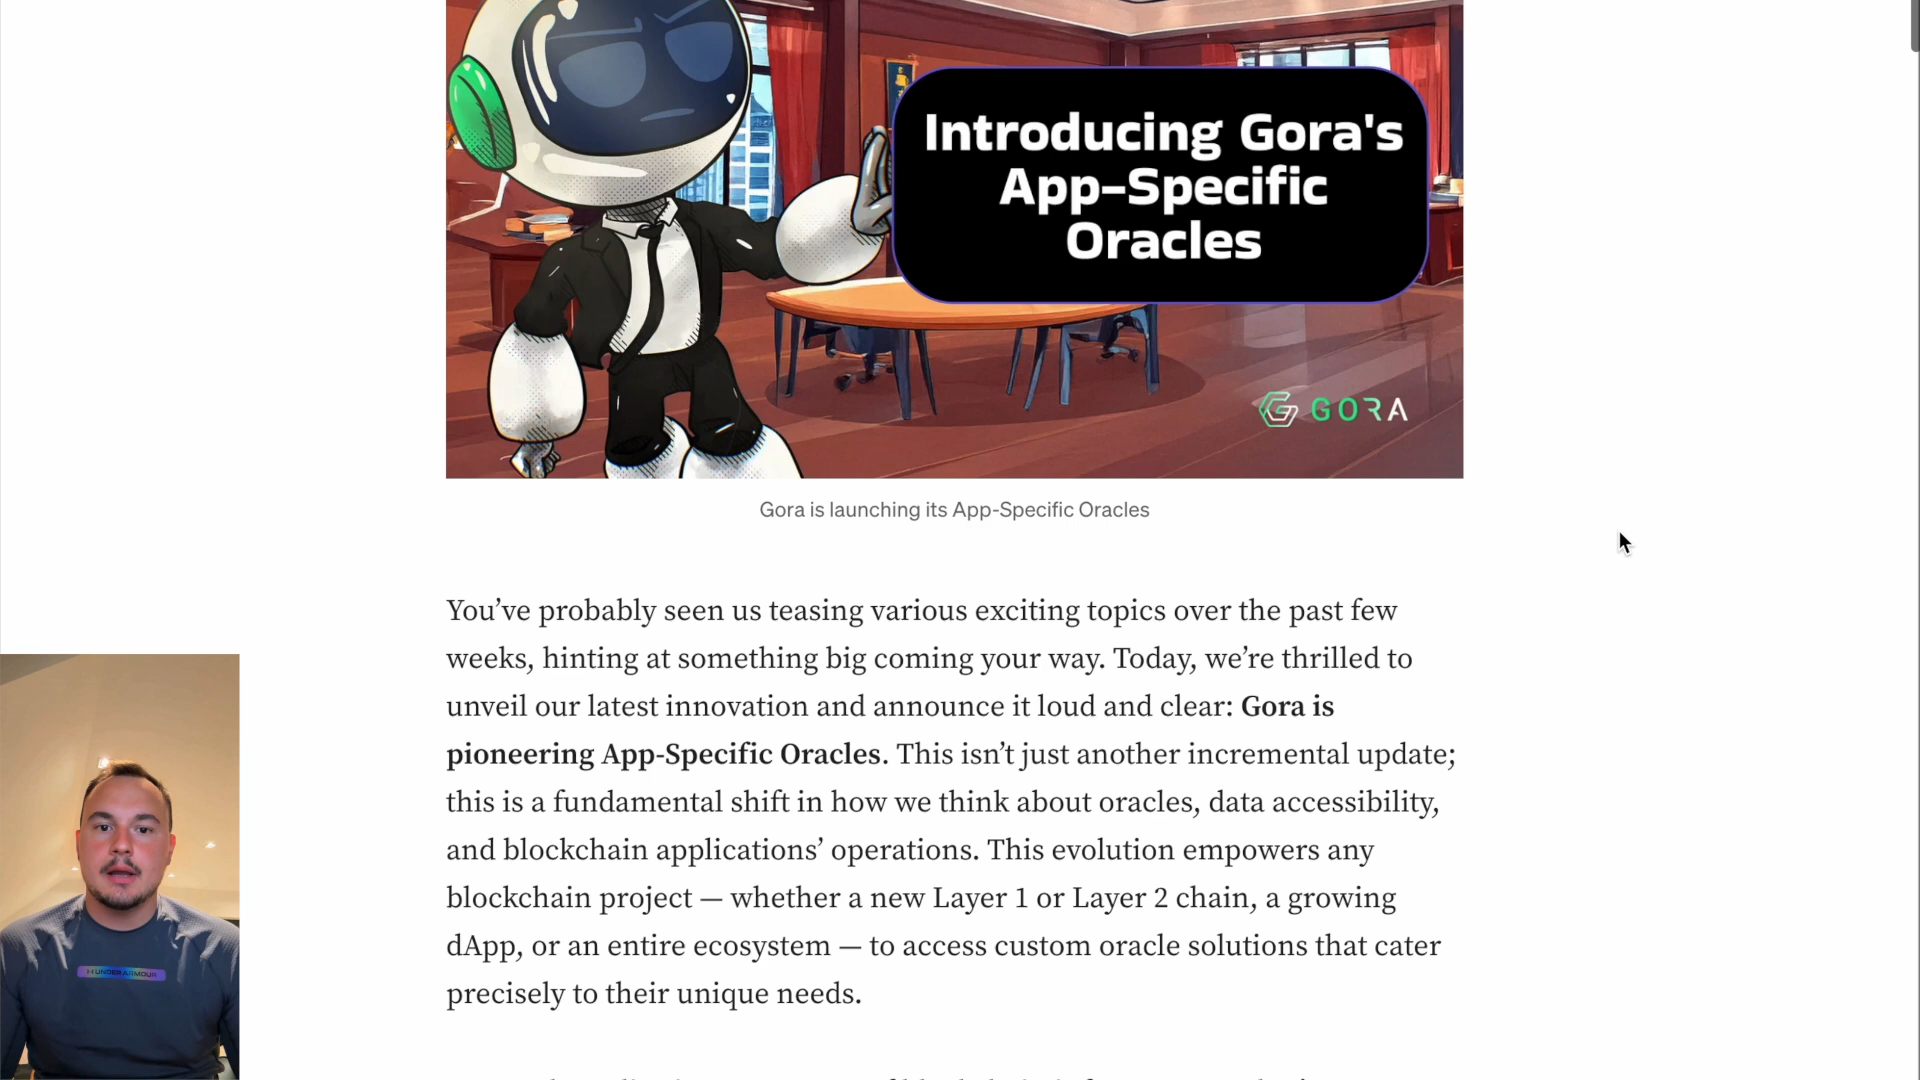 Introducing Gora's
App-Specific
Oracles
GORA
Gora is launching its App-Specific Oracles
You’ve probably seen us teasing various exciting topics over the past few
weeks, hinting at something big coming your way. Today, we’re thrilled to
unveil our latest innovation and announce it loud and clear: Gora is
pioneering App-Specific Oracles. This isn’t just another incremental update;
this is a fundamental shift in how we think about oracles, data accessibility,
and blockchain applications’ operations. This evolution empowers any
blockchain project — whether a new Layer 1 or Layer 2 chain, a growing
dApp, or an entire ecosystem — to access custom oracle solutions that cater
precisely to their unique needs.
UNDER ARMOUR